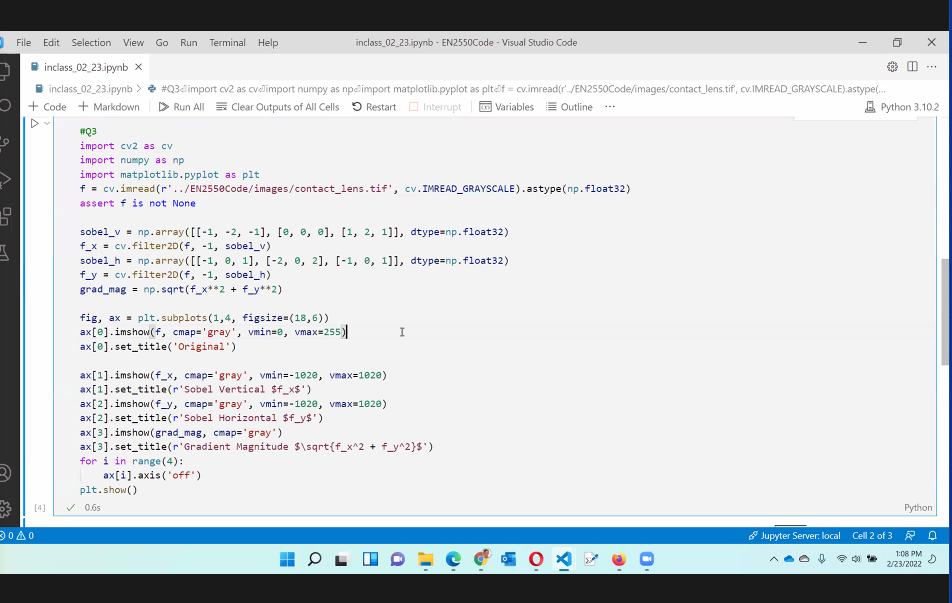 File Edit Selection View Go Run Terminal Help inclass_02_23.ipynb - EN2550Code - Visual Studio Code
inclass_02_23.ipynb
inclass_02_23.ipynb > #Q3⏎import cv2 as cv⏎import numpy as np⏎import matplotlib.pyplot as plt⏎f = cv.imread(r'../EN2550Code/images/contact_lens.tif', cv.IMREAD_GRAYSCALE).astype(...
+ Code + Markdown Run All Clear Outputs of All Cells Restart Interrupt Variables Outline ... Python 3.10.2
#Q3
import cv2 as cv
import numpy as np
import matplotlib.pyplot as plt
f = cv.imread(r'../EN2550Code/images/contact_lens.tif', cv.IMREAD_GRAYSCALE).astype(np.float32)
assert f is not None
sobel_v = np.array([[-1, -2, -1], [0, 0, 0], [1, 2, 1]], dtype=np.float32)
f_x = cv.filter2D(f, -1, sobel_v)
sobel_h = np.array([[-1, 0, 1], [-2, 0, 2], [-1, 0, 1]], dtype=np.float32)
f_y = cv.filter2D(f, -1, sobel_h)
grad_mag = np.sqrt(f_x**2 + f_y**2)
fig, ax = plt.subplots(1,4, figsize=(18,6))
ax[0].imshow(f, cmap='gray', vmin=0, vmax=255)
ax[0].set_title('Original')
ax[1].imshow(f_x, cmap='gray', vmin=-1020, vmax=1020)
ax[1].set_title(r'Sobel Vertical $f_x$')
ax[2].imshow(f_y, cmap='gray', vmin=-1020, vmax=1020)
ax[2].set_title(r'Sobel Horizontal $f_y$')
ax[3].imshow(grad_mag, cmap='gray')
ax[3].set_title(r'Gradient Magnitude $\sqrt{f_x^2 + f_y^2}$')
for i in range(4):
ax[i].axis('off')
plt.show()
[4] 0.6s Python
0 0 Jupyter Server: local Cell 2 of 3
1:08 PM
2/23/2022